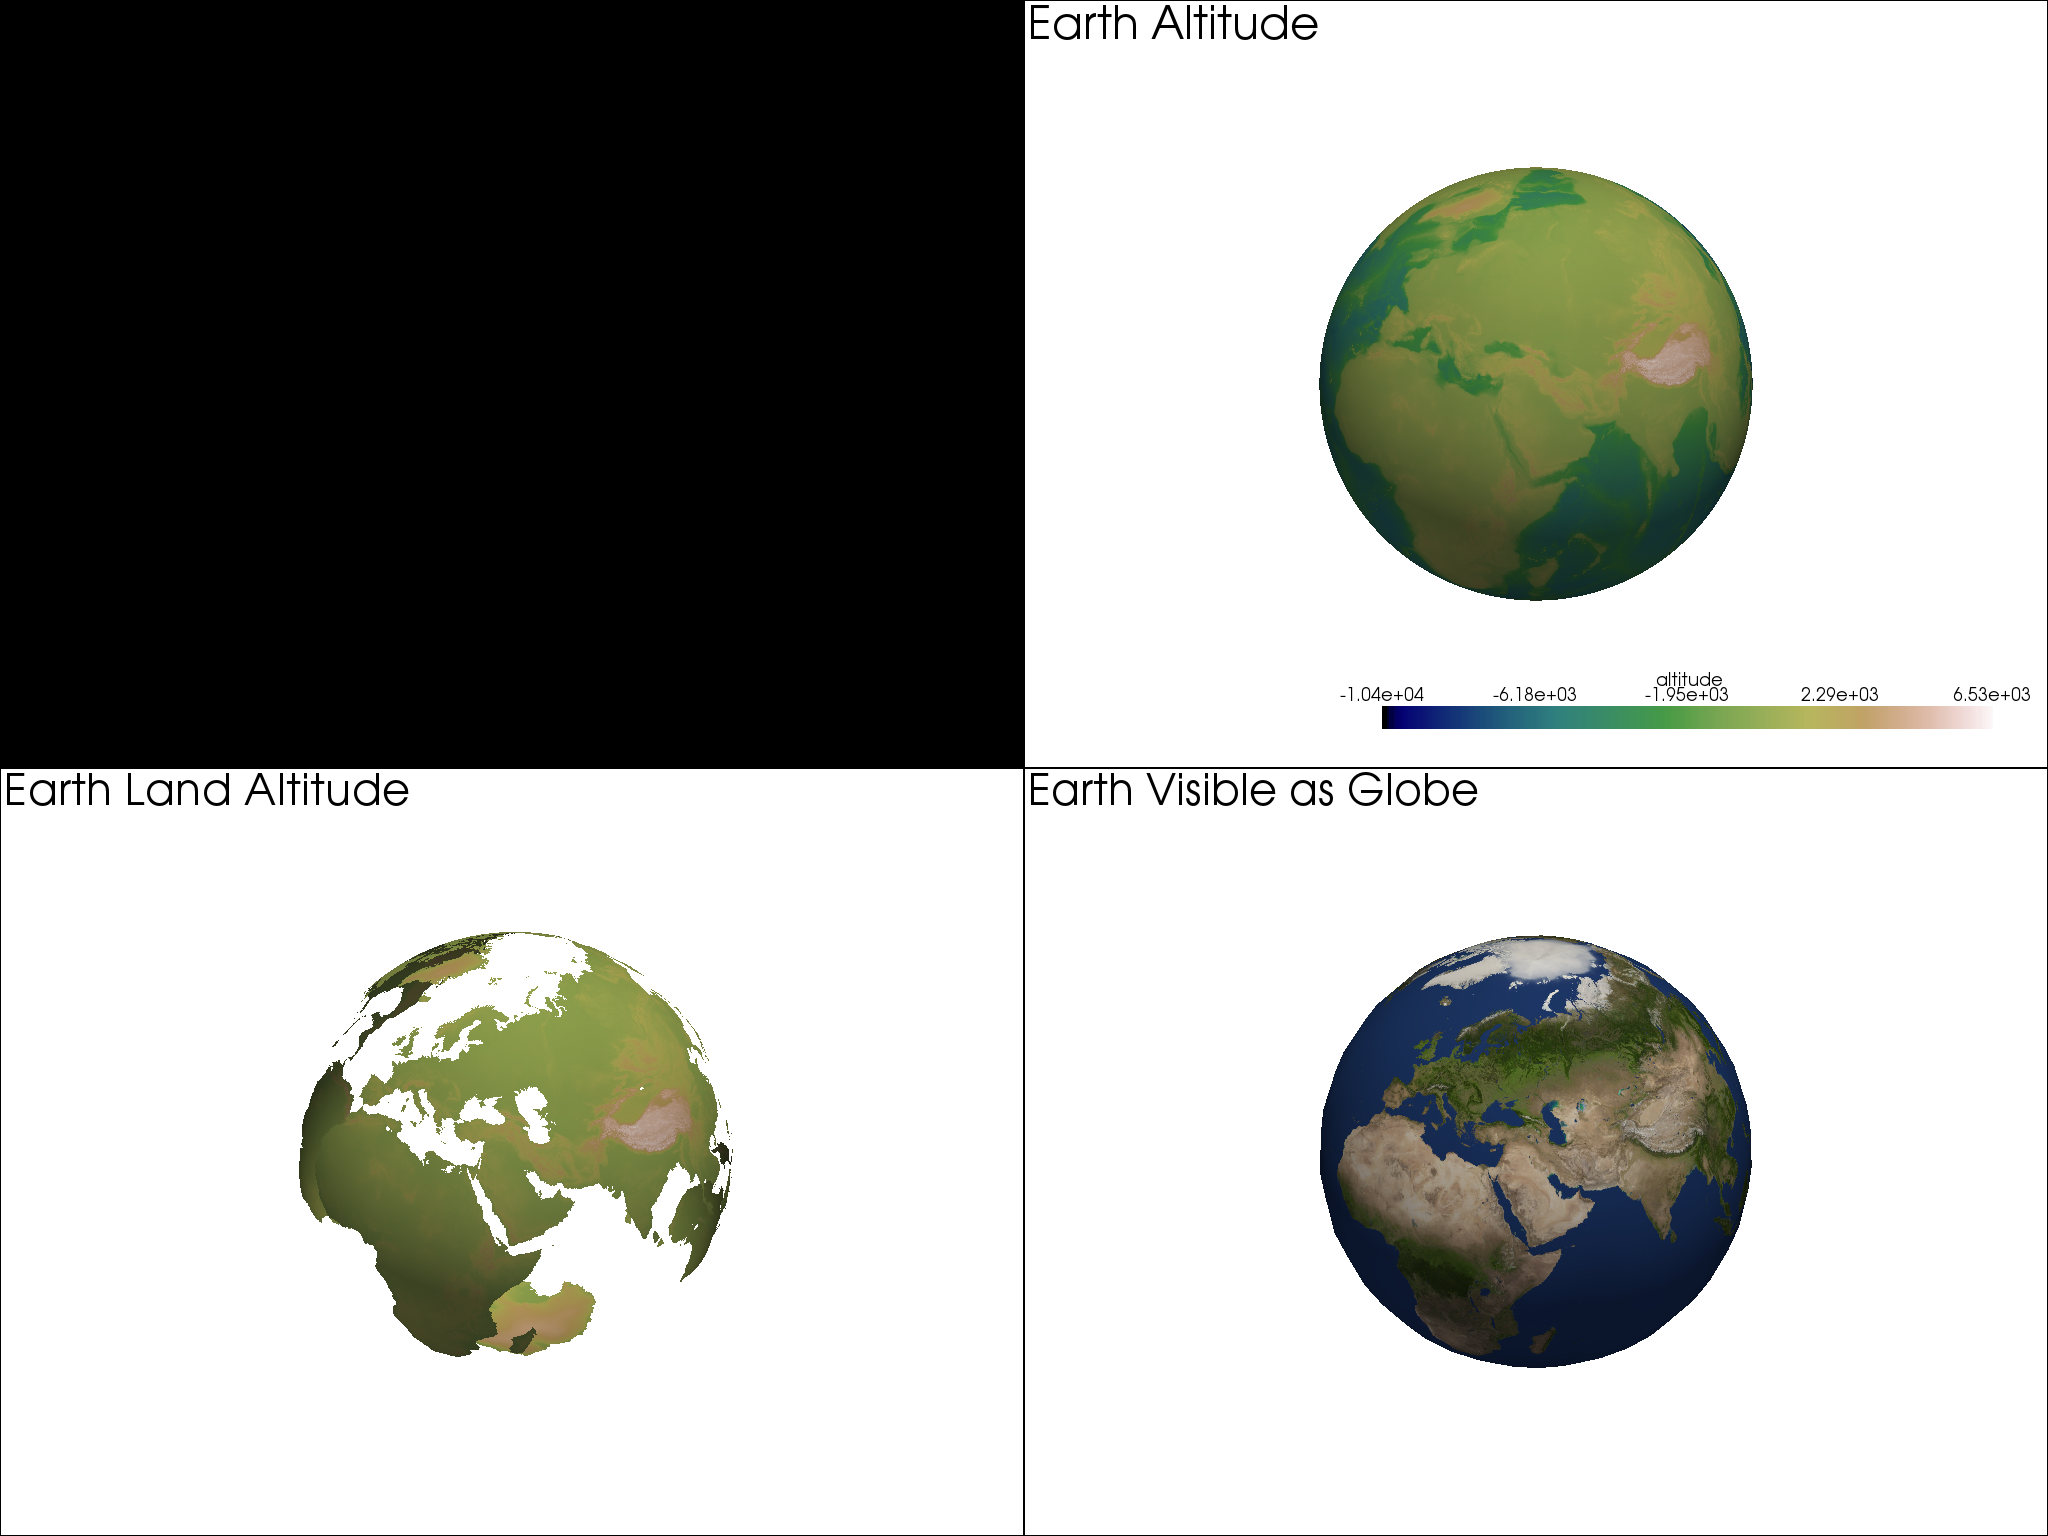 Earth Altitude
altitude
-1.04e+04 -6.18e+03 -1.95e+03 2.29e+03 6.53e+03
Earth Land Altitude
Earth Visible as Globe